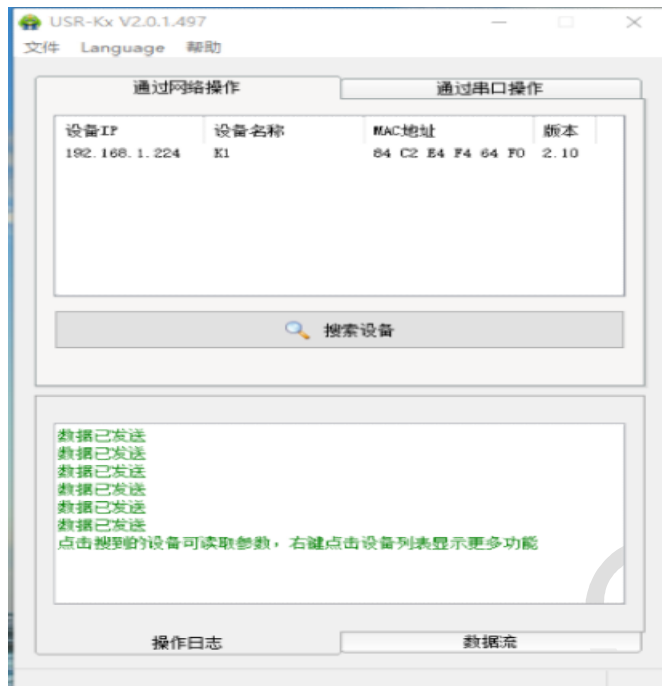 USR-Kx V2.0.1.497
文件 Language 帮助
通过网络操作 通过串口操作
设备IP 设备名称 MAC地址 版本
192.168.1.224 K1 84 C2 E4 F4 64 F0 2.10
搜索设备
数据已发送
数据已发送
数据已发送
数据已发送
数据已发送
数据已发送
点击搜到的设备可读取参数，右键点击设备列表显示更多功能
操作日志 数据流